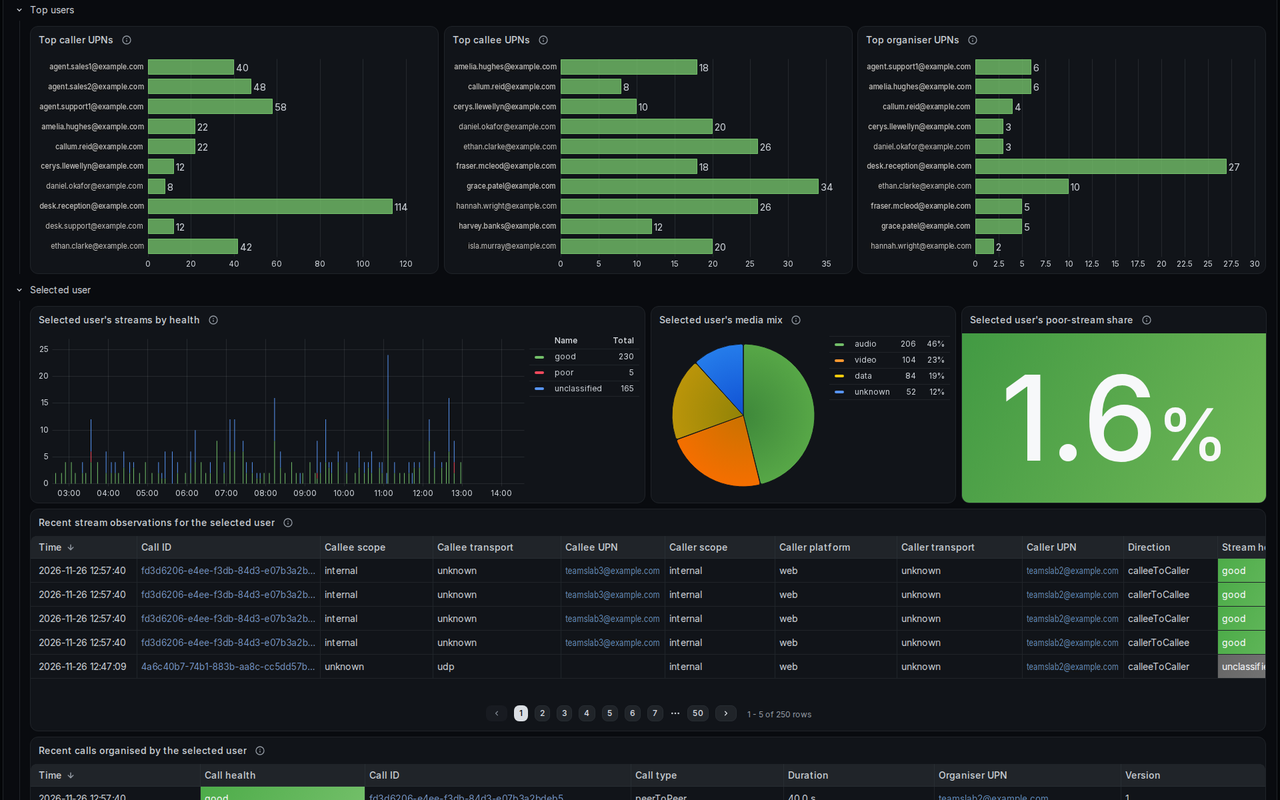 Top users
Top caller UPNs
agent.sales1@example.com 40
agent.sales2@example.com 48
agent.support1@example.com 58
amelia.hughes@example.com 22
callum.reid@example.com 22
cerys.llewellyn@example.com 12
daniel.okafor@example.com 8
desk.reception@example.com 114
desk.support@example.com 12
ethan.clarke@example.com 42
0 20 40 60 80 100 120
Top callee UPNs
amelia.hughes@example.com 18
callum.reid@example.com 8
cerys.llewellyn@example.com 10
daniel.okafor@example.com 20
ethan.clarke@example.com 26
fraser.mcleod@example.com 18
grace.patel@example.com 34
hannah.wright@example.com 26
harvey.banks@example.com 12
isla.murray@example.com 20
0 5 10 15 20 25 30 35
Top organiser UPNs
agent.support1@example.com 6
amelia.hughes@example.com 6
callum.reid@example.com 4
cerys.llewellyn@example.com 3
daniel.okafor@example.com 3
desk.reception@example.com 27
ethan.clarke@example.com 10
fraser.mcleod@example.com 5
grace.patel@example.com 5
hannah.wright@example.com 2
0 2.5 5 7.5 10 12.5 15 17.5 20 22.5 25 27.5 30
Selected user
Selected user's streams by health
25
20
15
10
5
0
03:00 04:00 05:00 06:00 07:00 08:00 09:00 10:00 11:00 12:00 13:00 14:00
Name Total
good 230
poor 5
unclassified 165
Selected user's media mix
audio 206 46%
video 104 23%
data 84 19%
unknown 52 12%
Selected user's poor-stream share
1.6%
Recent stream observations for the selected user
Time Call ID Callee scope Callee transport Callee UPN Caller scope Caller platform Caller transport Caller UPN Direction Stream he
2026-11-26 12:57:40 fd3d6206-e4ee-f3db-84d3-e07b3a2b... internal unknown teamslab3@example.com internal web unknown teamslab2@example.com calleeToCaller good
2026-11-26 12:57:40 fd3d6206-e4ee-f3db-84d3-e07b3a2b... internal unknown teamslab3@example.com internal web unknown teamslab2@example.com callerToCallee good
2026-11-26 12:57:40 fd3d6206-e4ee-f3db-84d3-e07b3a2b... internal unknown teamslab3@example.com internal web unknown teamslab2@example.com calleeToCaller good
2026-11-26 12:57:40 fd3d6206-e4ee-f3db-84d3-e07b3a2b... internal unknown teamslab3@example.com internal web unknown teamslab2@example.com callerToCallee good
2026-11-26 12:47:09 4a6c40b7-74b1-883b-aa8c-cc5dd57b... unknown udp internal web unknown teamslab2@example.com calleeToCaller unclassifie
1 2 3 4 5 6 7 ... 50 1 - 5 of 250 rows
Recent calls organised by the selected user
Time Call health Call ID Call type Duration Organiser UPN Version
2026-11-26 12:57:40 good fd3d6206-e4ee-f3db-84d3-e07b3a2bdeb5 peerToPeer 40.0 s teamslab2@example.com 1